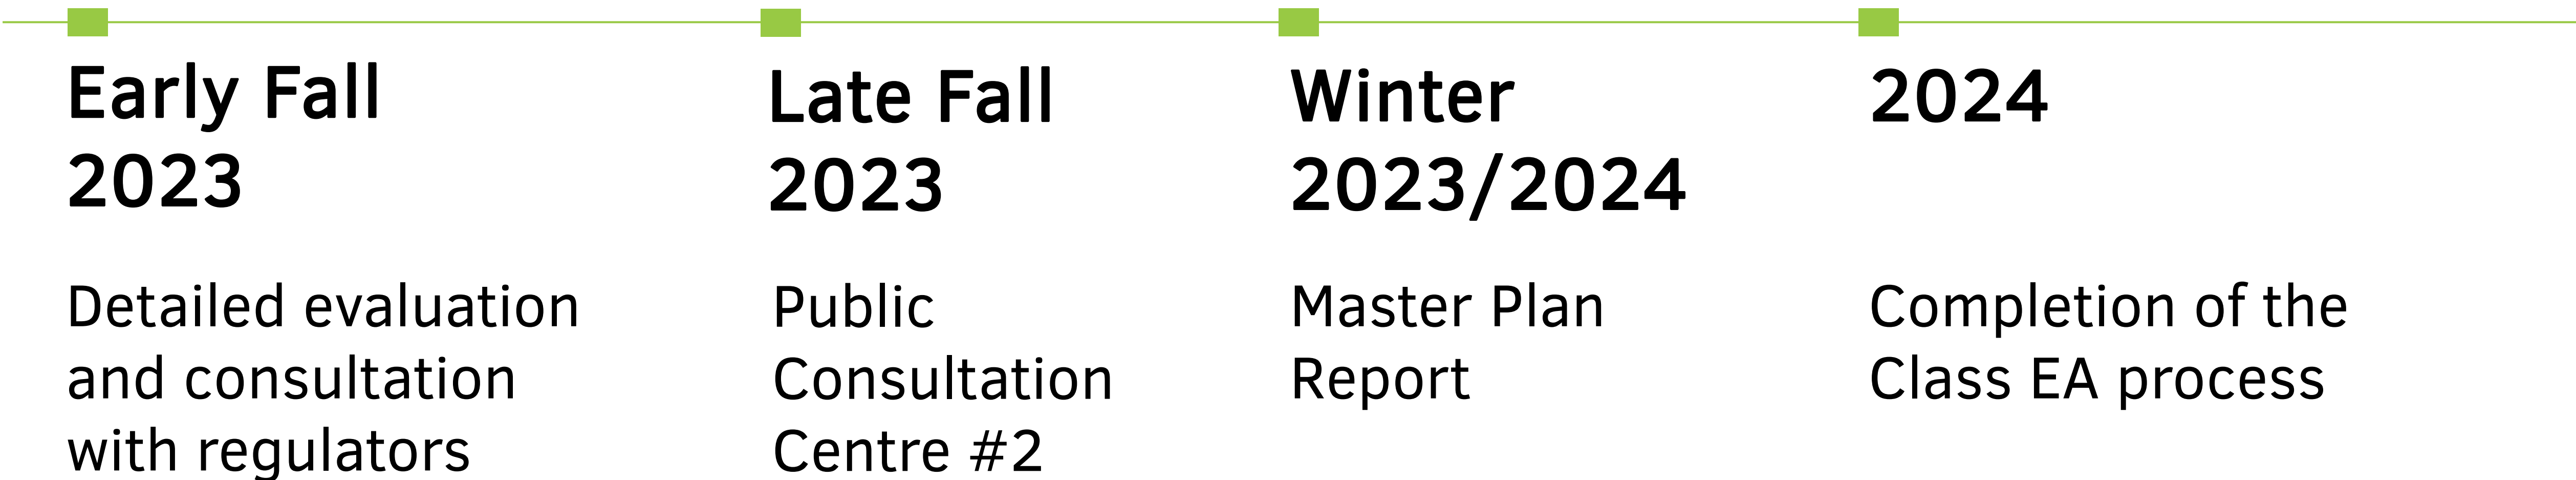 Early Fall
2023
Detailed evaluation
and consultation
with regulators
Late Fall
2023
Public
Consultation
Centre #2
Winter
2023/2024
Master Plan
Report
2024
Completion of the
Class EA process